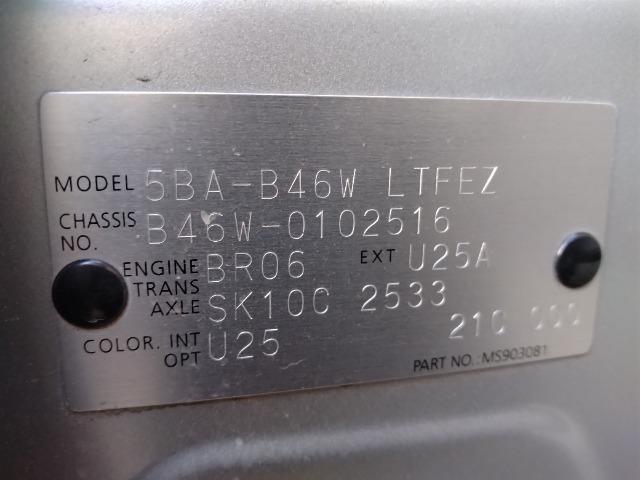 MODEL 5BA-B46W LTFEZ
CHASSIS NO. B46W-0102516
ENGINE BR06 EXT U25A
TRANS AXLE SK10C 2533
210 000
COLOR. INT U25
OPT
PART NO.: MS903081